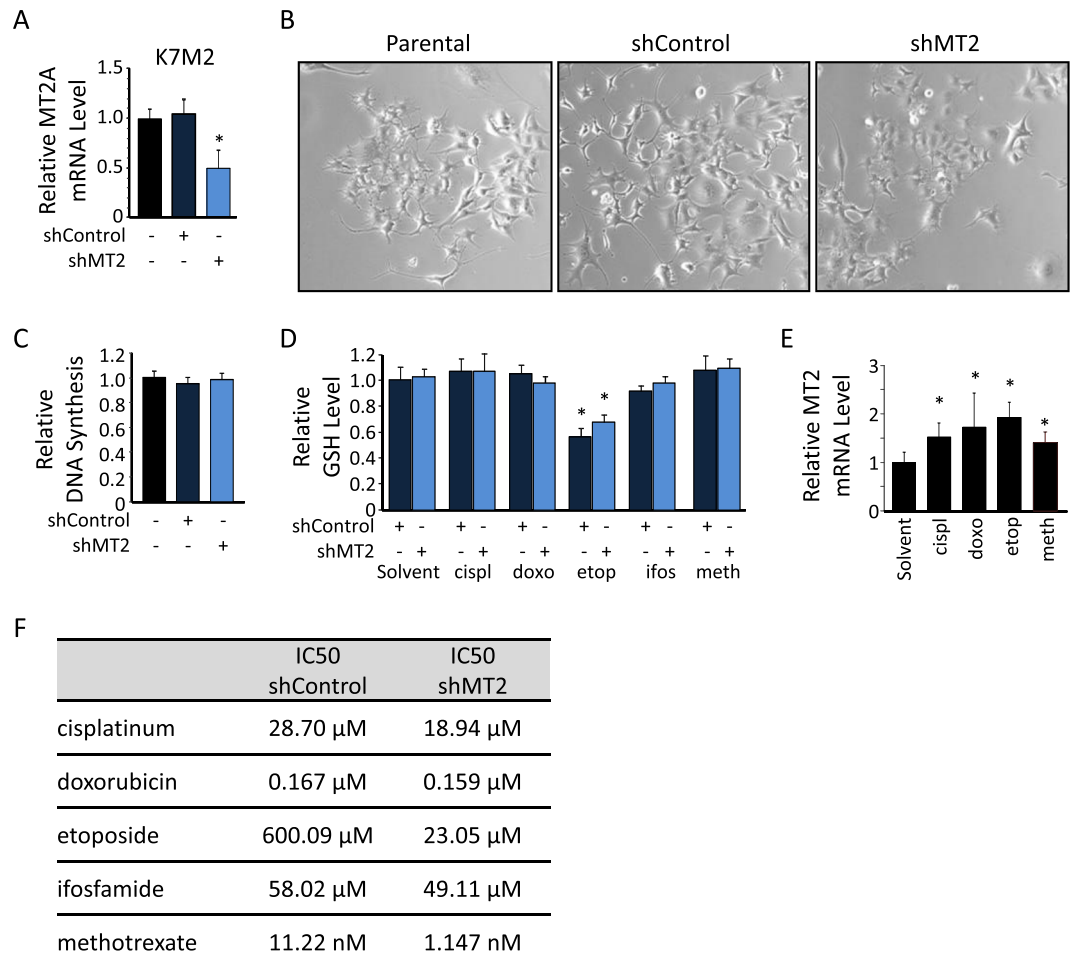 A
K7M2
Relative MT2A
mRNA Level
1.5
1.0
0.5
0
*
shControl - + -
shMT2 - - +
B
Parental shControl shMT2
C
Relative
DNA Synthesis
1.2
1.0
0.8
0.6
0.4
0.2
0
shControl - + -
shMT2 - - +
D
Relative
GSH Level
1.2
1.0
0.8
0.6
0.4
0.2
0
* *
shControl + - + - + - + - + - + -
shMT2 - + - + - + - + - + - +
Solvent cispl doxo etop ifos meth
E
Relative MT2
mRNA Level
3
2
1
0
* * * *
Solvent cispl doxo etop meth
F
IC50 IC50
shControl shMT2
cisplatinum 28.70 µM 18.94 µM
doxorubicin 0.167 µM 0.159 µM
etoposide 600.09 µM 23.05 µM
ifosfamide 58.02 µM 49.11 µM
methotrexate 11.22 nM 1.147 nM